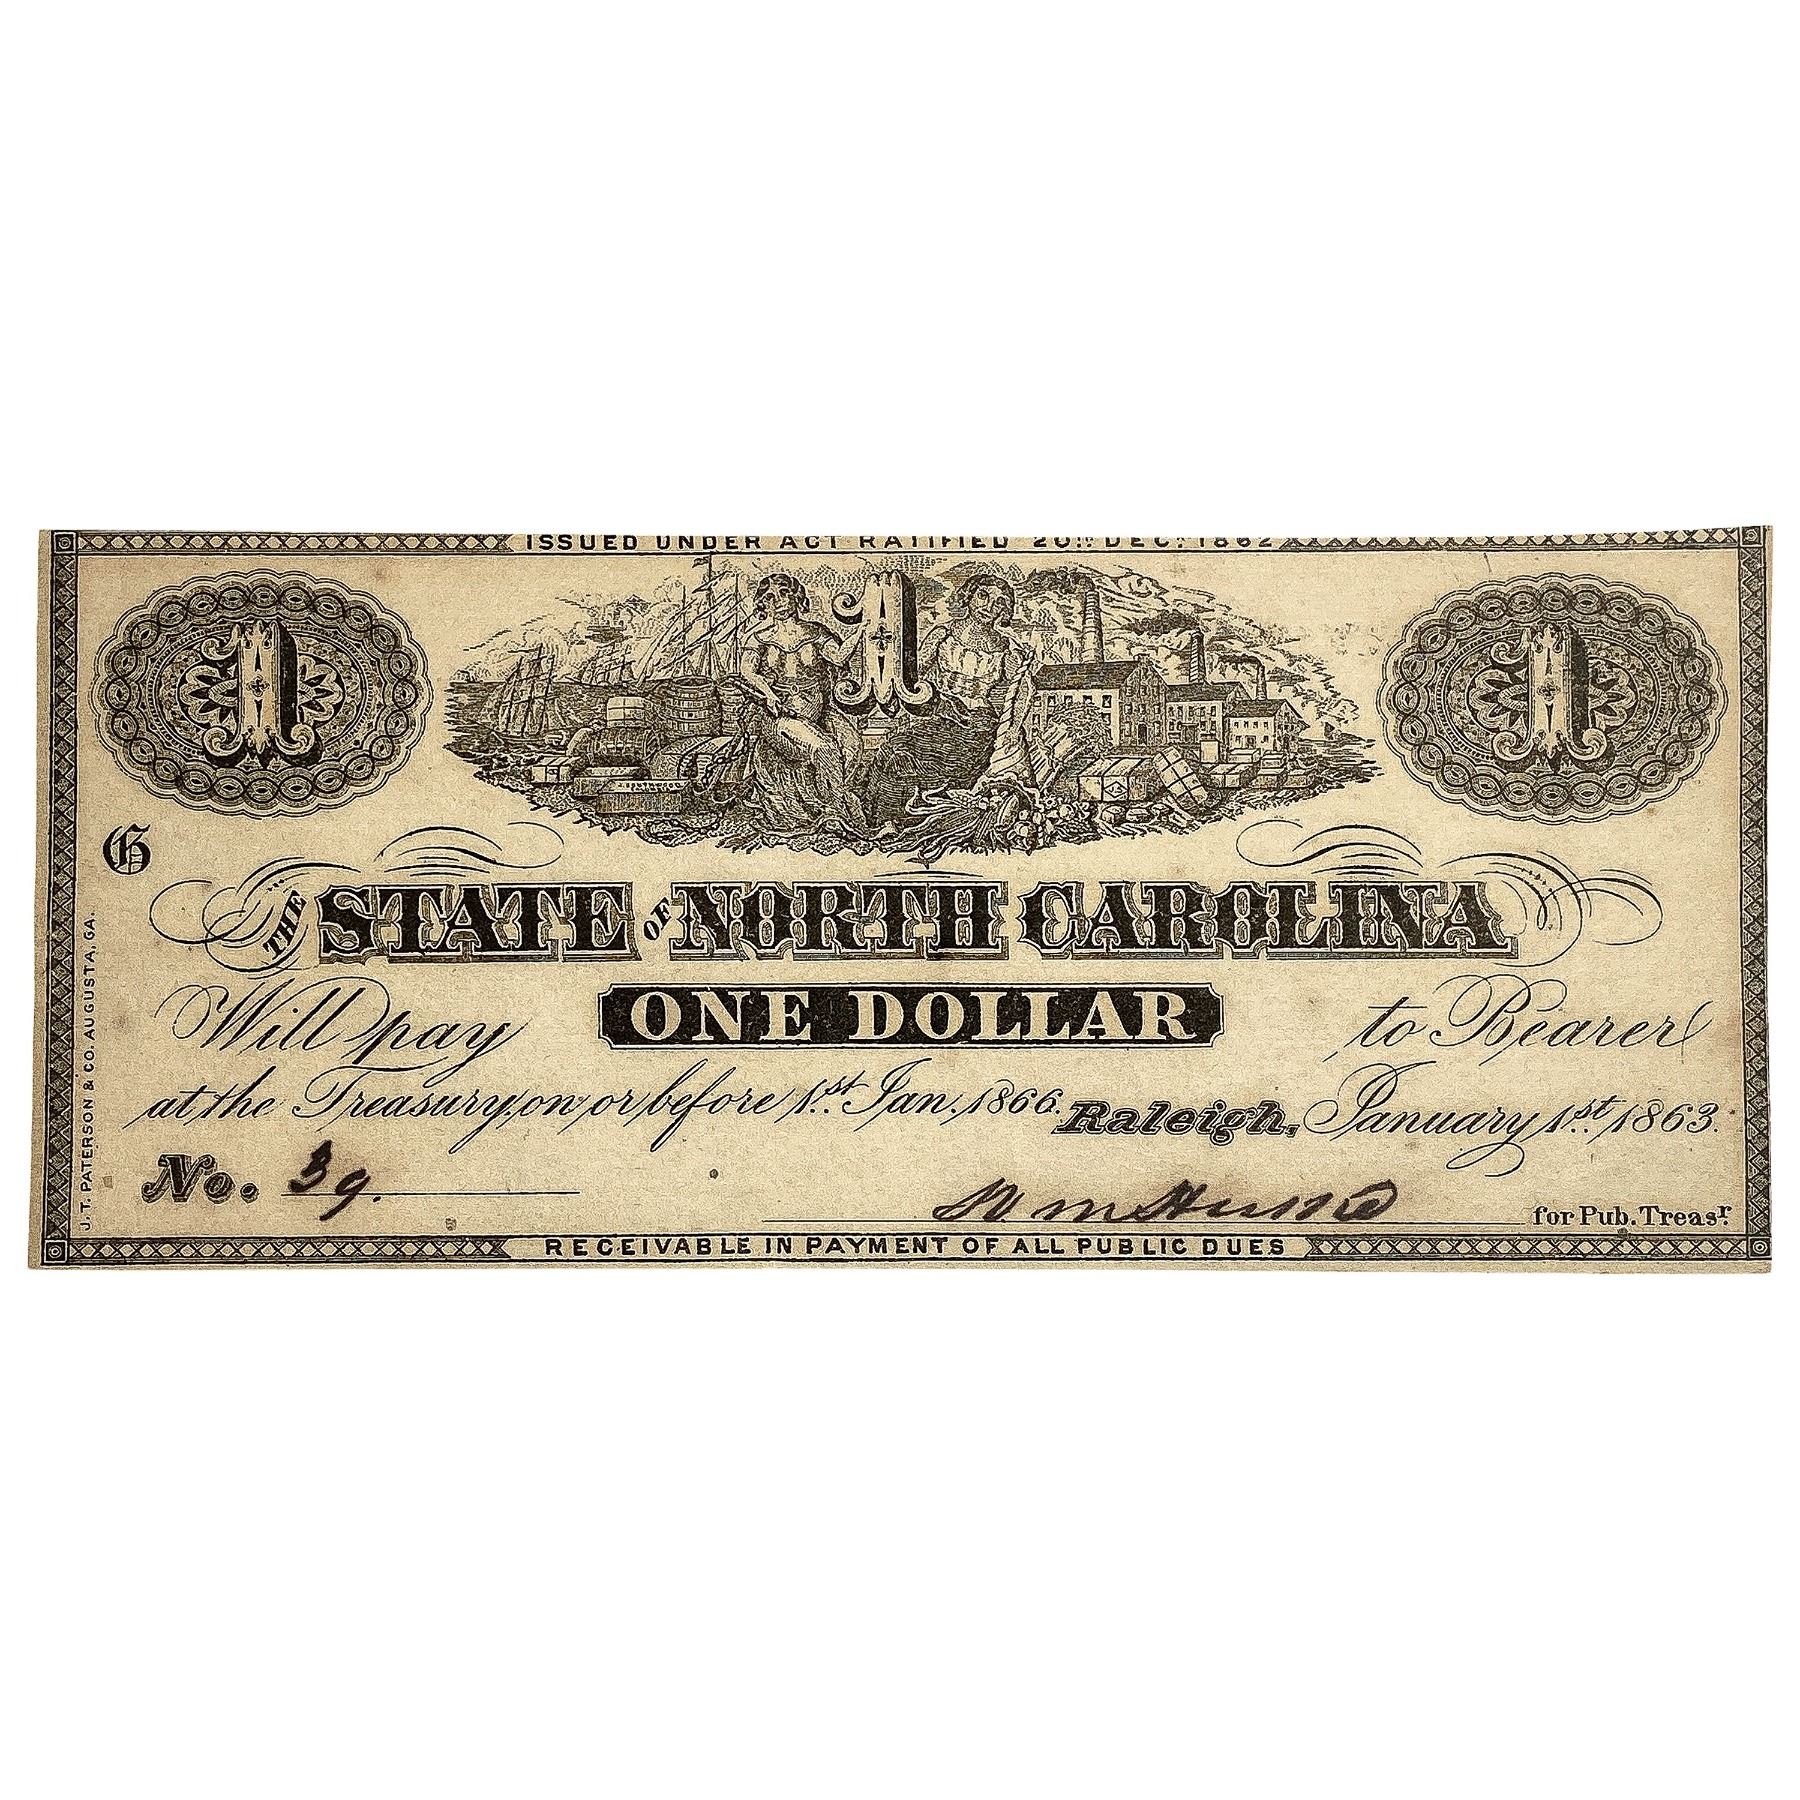 ISSUED UNDER ACT RATIFIED 20TH DEC. 1862
1 1 1
G
THE STATE OF NORTH CAROLINA
Will pay ONE DOLLAR to Bearer
at the Treasury, on or before 1st Jan. 1866. Raleigh, January 1st 1863.
No. 39.
for Pub. Treasr.
RECEIVABLE IN PAYMENT OF ALL PUBLIC DUES
J. T. PATERSON & CO. AUGUSTA, GA.